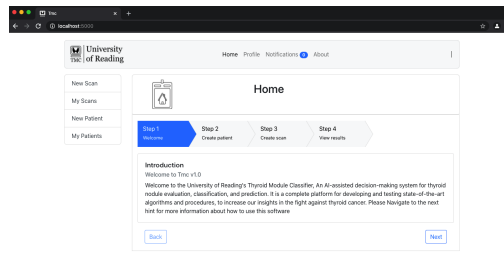 Tmc
localhost:5000
University
of Reading
TMC
Home Profile Notifications 0 About
New Scan
My Scans
New Patient
My Patients
Home
Step 1
Welcome
Step 2
Create patient
Step 3
Create scan
Step 4
View results
Introduction
Welcome to Tmc v1.0
Welcome to the University of Reading's Thyroid Module Classifier, An AI-assisted decision-making system for thyroid
nodule evaluation, classification, and prediction. It is a complete platform for developing and testing state-of-the-art
algorithms and procedures, to increase our insights in the fight against thyroid cancer. Please Navigate to the next
hint for more information about how to use this software
Back
Next